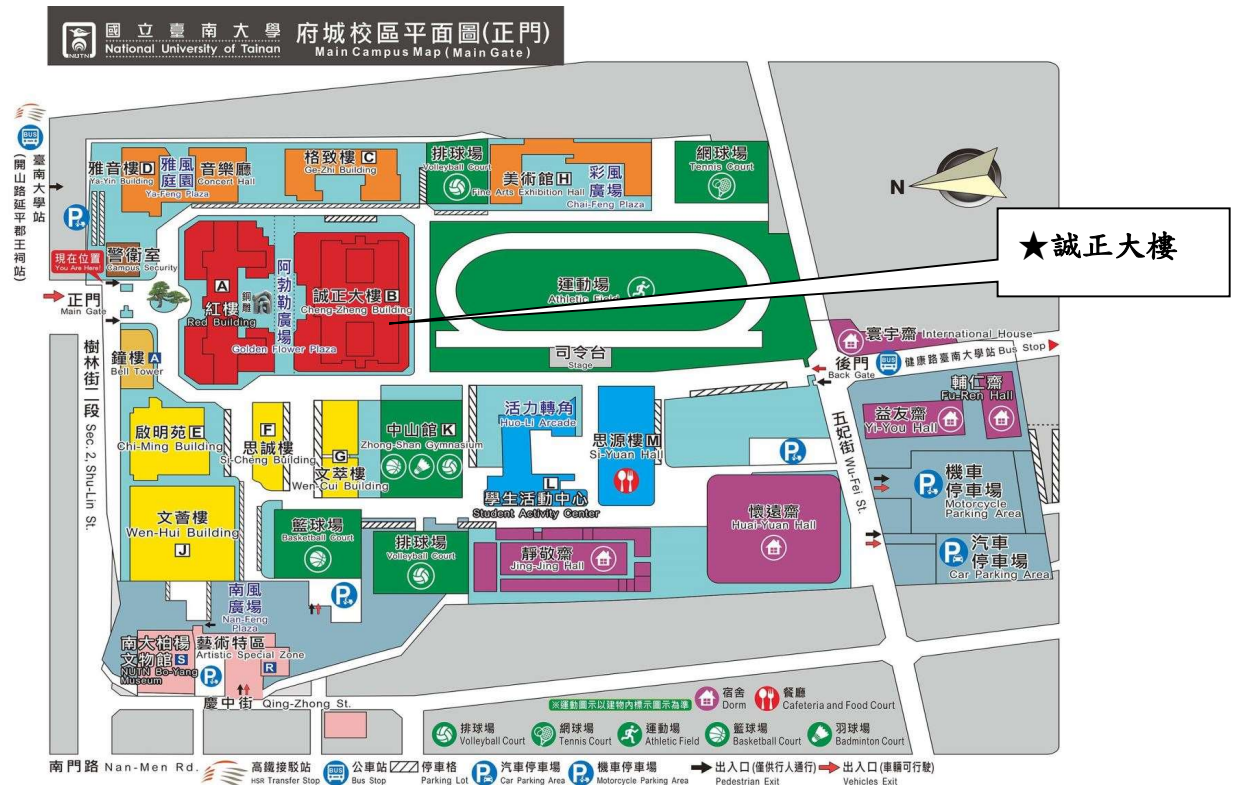 國立臺南大學
National University of Tainan
NUTN
府城校區平面圖(正門)
Main Campus Map (Main Gate)
BUS
臺南大學站
(開山路延平郡王祠站)
雅音樓 D
Ya-Yin Building
雅風庭園
Ya-Feng Plaza
音樂廳
Concert Hall
格致樓 C
Ge-Zhi Building
排球場
Volleyball Court
美術館 H
Fine Arts Exhibition Hall
彩風廣場
Chai-Feng Plaza
網球場
Tennis Court
N
★誠正大樓
P
現在位置
You Are Here!
警衛室
Campus Security
正門
Main Gate
A
紅樓
Red Building
銅雕
阿勃勒廣場
Golden Flower Plaza
誠正大樓 B
Cheng-Zheng Building
運動場
Athletic Field
司令台
Stage
寰宇齋 International House
後門
Back Gate
BUS
健康路臺南大學站 Bus Stop
鐘樓 A
Bell Tower
樹林街二段 Sec. 2, Shu-Lin St.
啟明苑 E
Chi-Ming Building
F
思誠樓
Si-Cheng Building
G
文萃樓
Wen-Cui Building
中山館 K
Zhong-Shan Gymnasium
活力轉角
Huo-Li Arcade
L
學生活動中心
Student Activity Center
思源樓 M
Si-Yuan Hall
P
五妃街 Wu-Fei St.
輔仁齋
Fu-Ren Hall
益友齋
Yi-You Hall
P
機車停車場
Motorcycle Parking Area
P
汽車停車場
Car Parking Area
文薈樓
Wen-Hui Building
J
籃球場
Basketball Court
排球場
Volleyball Court
靜敬齋
Jing-Jing Hall
懷遠齋
Huai-Yuan Hall
P
南風廣場
Nan-Feng Plaza
南大柏楊文物館 S
NUTN Bo-Yang Museum
藝術特區
Artistic Special Zone
R
P
慶中街 Qing-Zhong St.
南門路 Nan-Men Rd.
※運動圖示以建物內標示圖示為準
宿舍
Dorm
餐廳
Cafeteria and Food Court
排球場
Volleyball Court
網球場
Tennis Court
運動場
Athletic Field
籃球場
Basketball Court
羽球場
Badminton Court
高鐵接駁站
HSR Transfer Stop
BUS
公車站
Bus Stop
停車格
Parking Lot
P
汽車停車場
Car Parking Area
P
機車停車場
Motorcycle Parking Area
出入口(僅供行人通行)
Pedestrian Exit
出入口(車輛可行駛)
Vehicles Exit